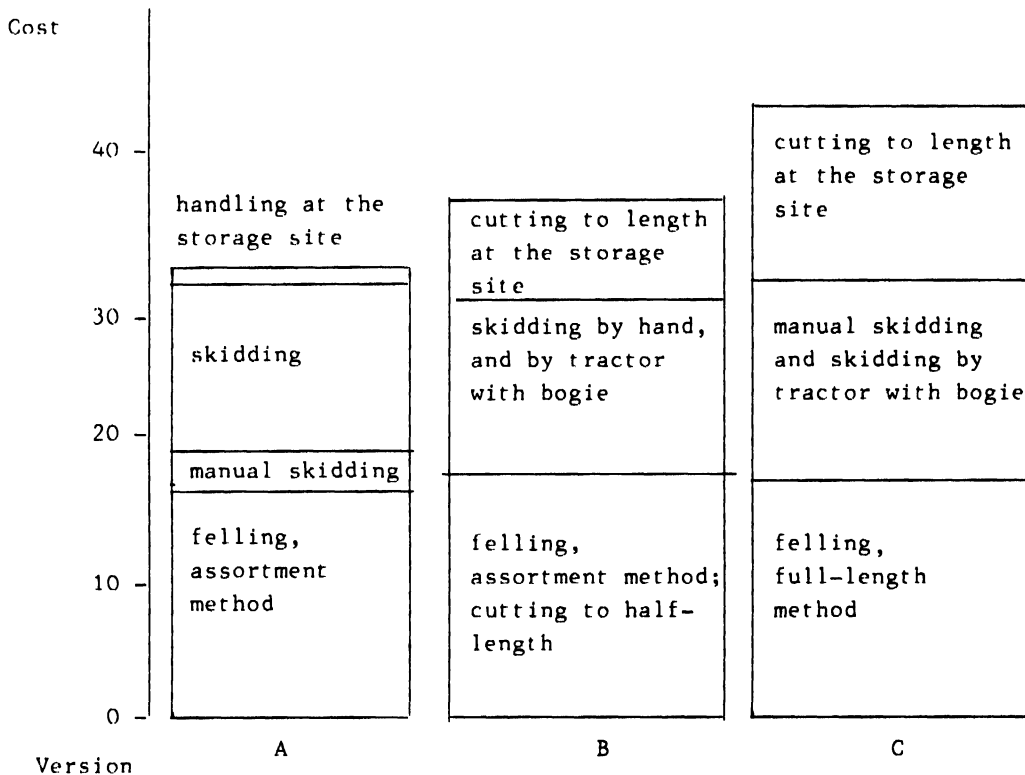 Cost
40
30
20
10
0
handling at the
storage site
skidding
manual skidding
felling,
assortment
method
cutting to length
at the storage
site
skidding by hand,
and by tractor
with bogie
felling,
assortment method;
cutting to half-
length
cutting to length
at the storage
site
manual skidding
and skidding by
tractor with bogie
felling,
full-length
method
A
B
C
Version